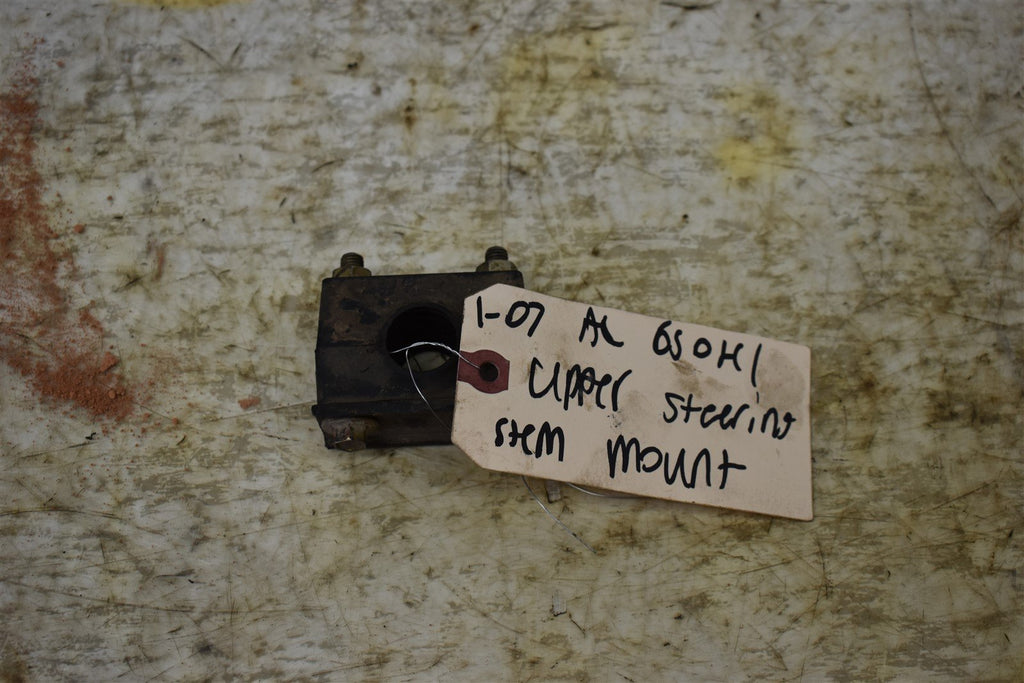 1-07 AC 650H1
Upper steering
stem mount